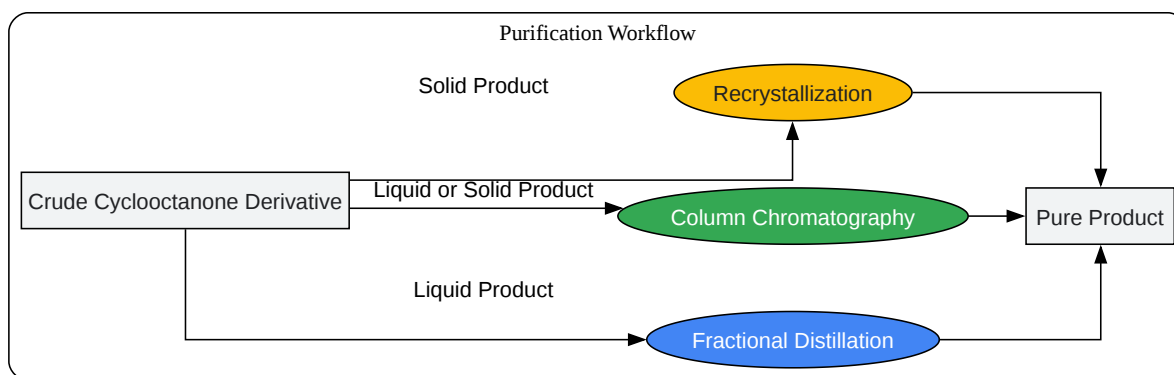 Purification Workflow
Solid Product
Recrystallization
Crude Cyclooctanone Derivative
Liquid or Solid Product
Column Chromatography
Pure Product
Liquid Product
Fractional Distillation